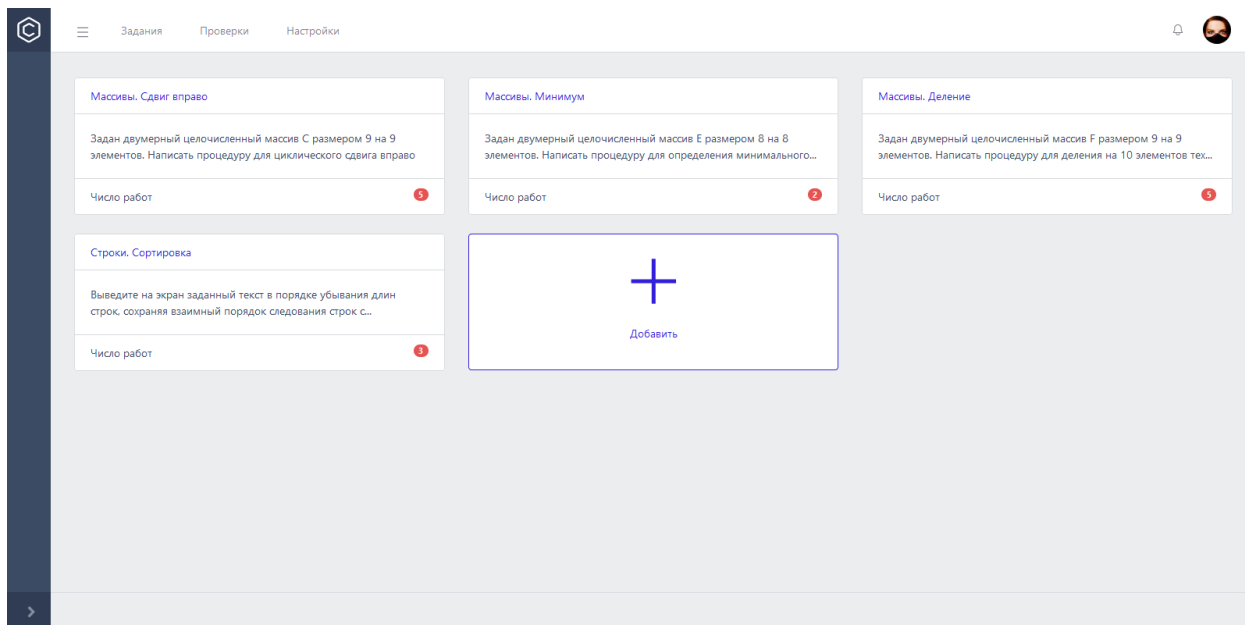 Задания Проверки Настройки
Массивы. Сдвиг вправо
Задан двумерный целочисленный массив C размером 9 на 9
элементов. Написать процедуру для циклического сдвига вправо
Число работ 5
Массивы. Минимум
Задан двумерный целочисленный массив E размером 8 на 8
элементов. Написать процедуру для определения минимального...
Число работ 2
Массивы. Деление
Задан двумерный целочисленный массив F размером 9 на 9
элементов. Написать процедуру для деления на 10 элементов тех...
Число работ 5
Строки. Сортировка
Выведите на экран заданный текст в порядке убывания длин
строк, сохраняя взаимный порядок следования строк с...
Число работ 3
Добавить